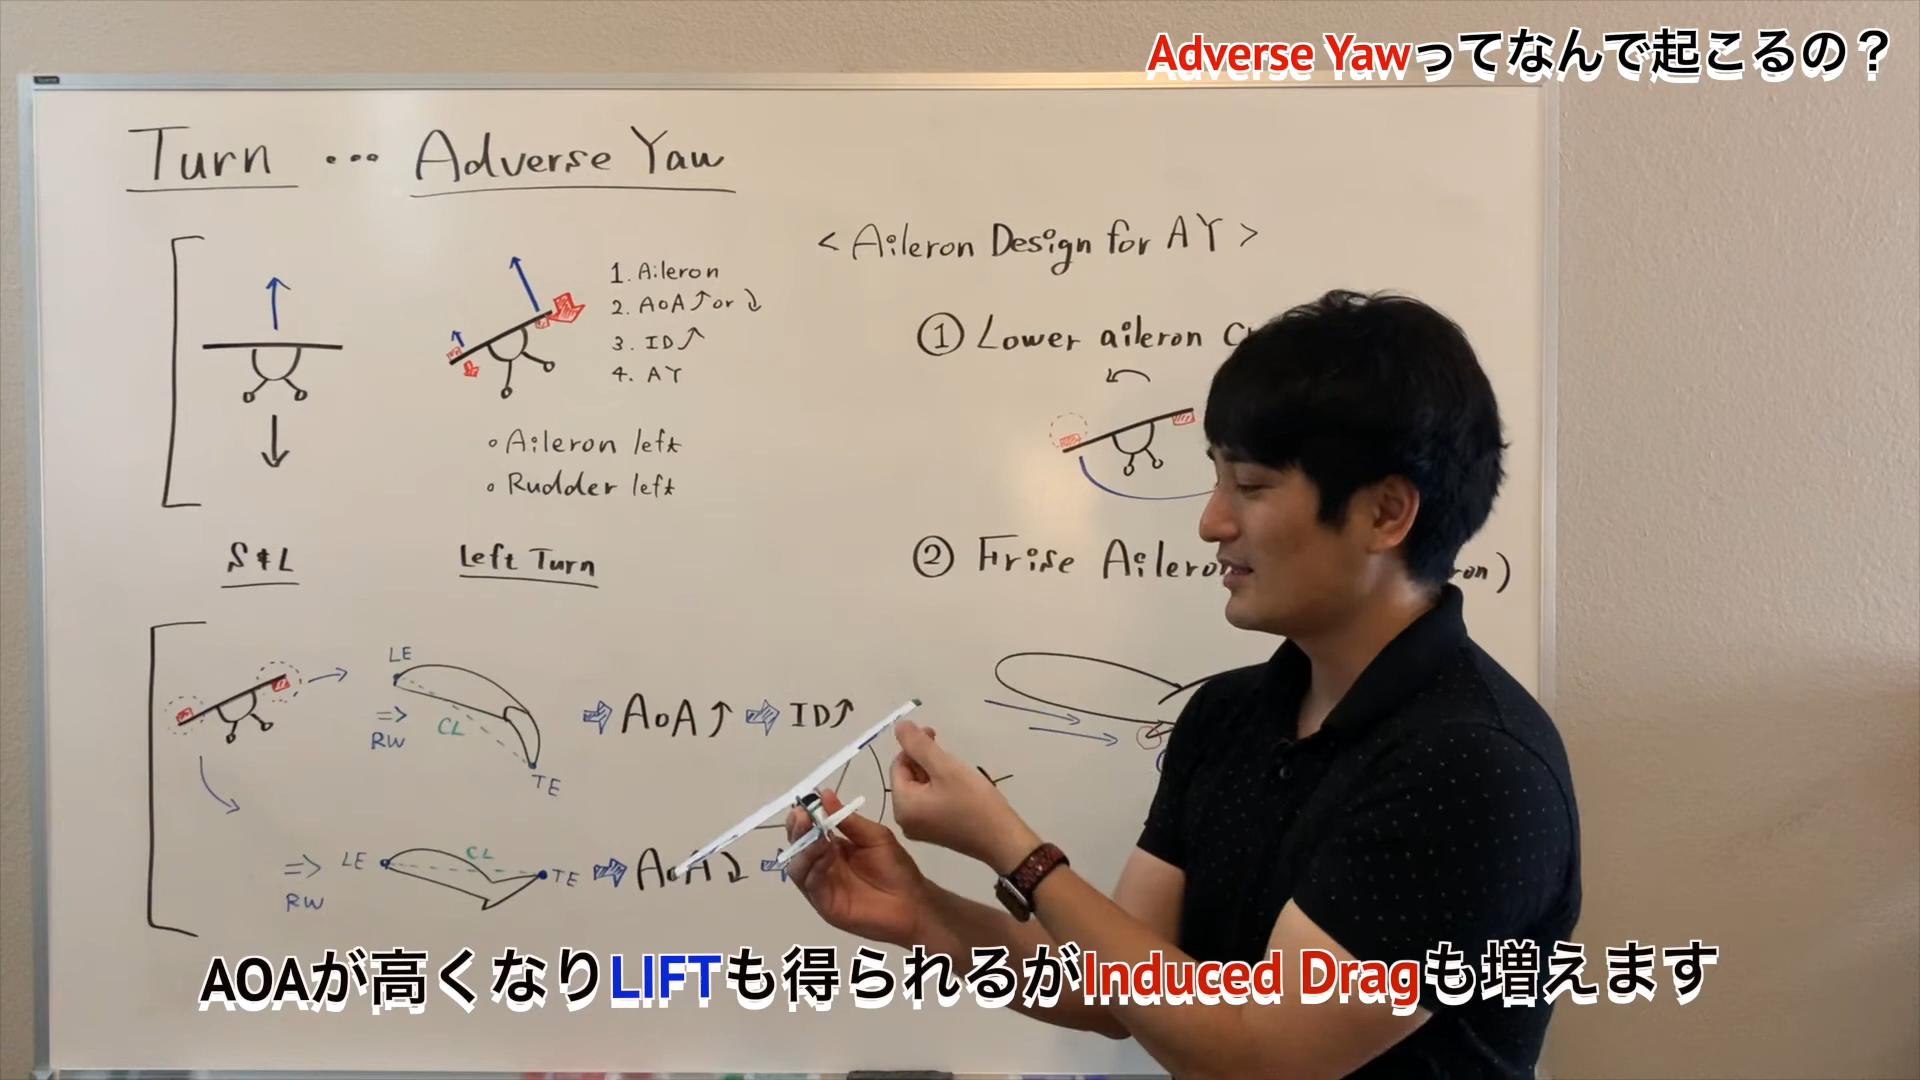 Adverse Yawってなんで起こるの？
Turn ... Adverse Yaw
1. Aileron
2. AoA↑or↓
3. ID↑
4. AY
○ Aileron left
○ Rudder left
S&L
Left Turn
< Aileron Design for AY >
① Lower aileron
② Frise
LE
=>
RW
CL
TE
⇒ AoA↑ ⇒ ID↑
=>
RW
LE
CL
TE
⇒ AoA↓ ⇒
AOAが高くなりLIFTも得られるがInduced Dragも増えます